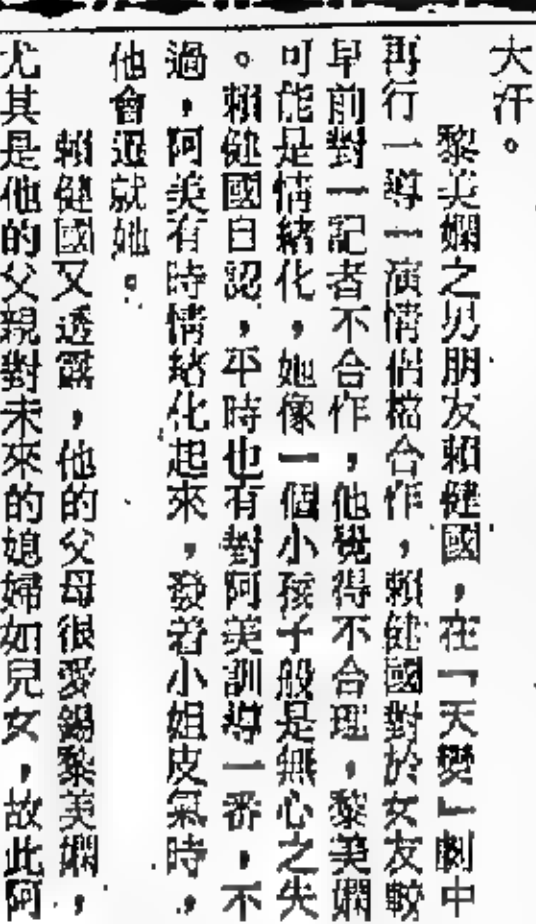 大汗。
黎美嫻之男朋友賴健國，在「天變」劇中
再行一導一演情侶檔合作，賴健國對於女友較
早前對一記者不合作，他覺得不合理，黎美嫻
可能是情緒化，她像一個小孩子般是無心之失
。賴健國自認，平時也有對阿美訓導一番，不
過，阿美有時情緒化起來，發着小姐皮氣時，
他會遷就她。
賴健國又透露，他的父母很愛錫黎美嫻，
尤其是他的父親對未來的媳婦如兒女，故此阿